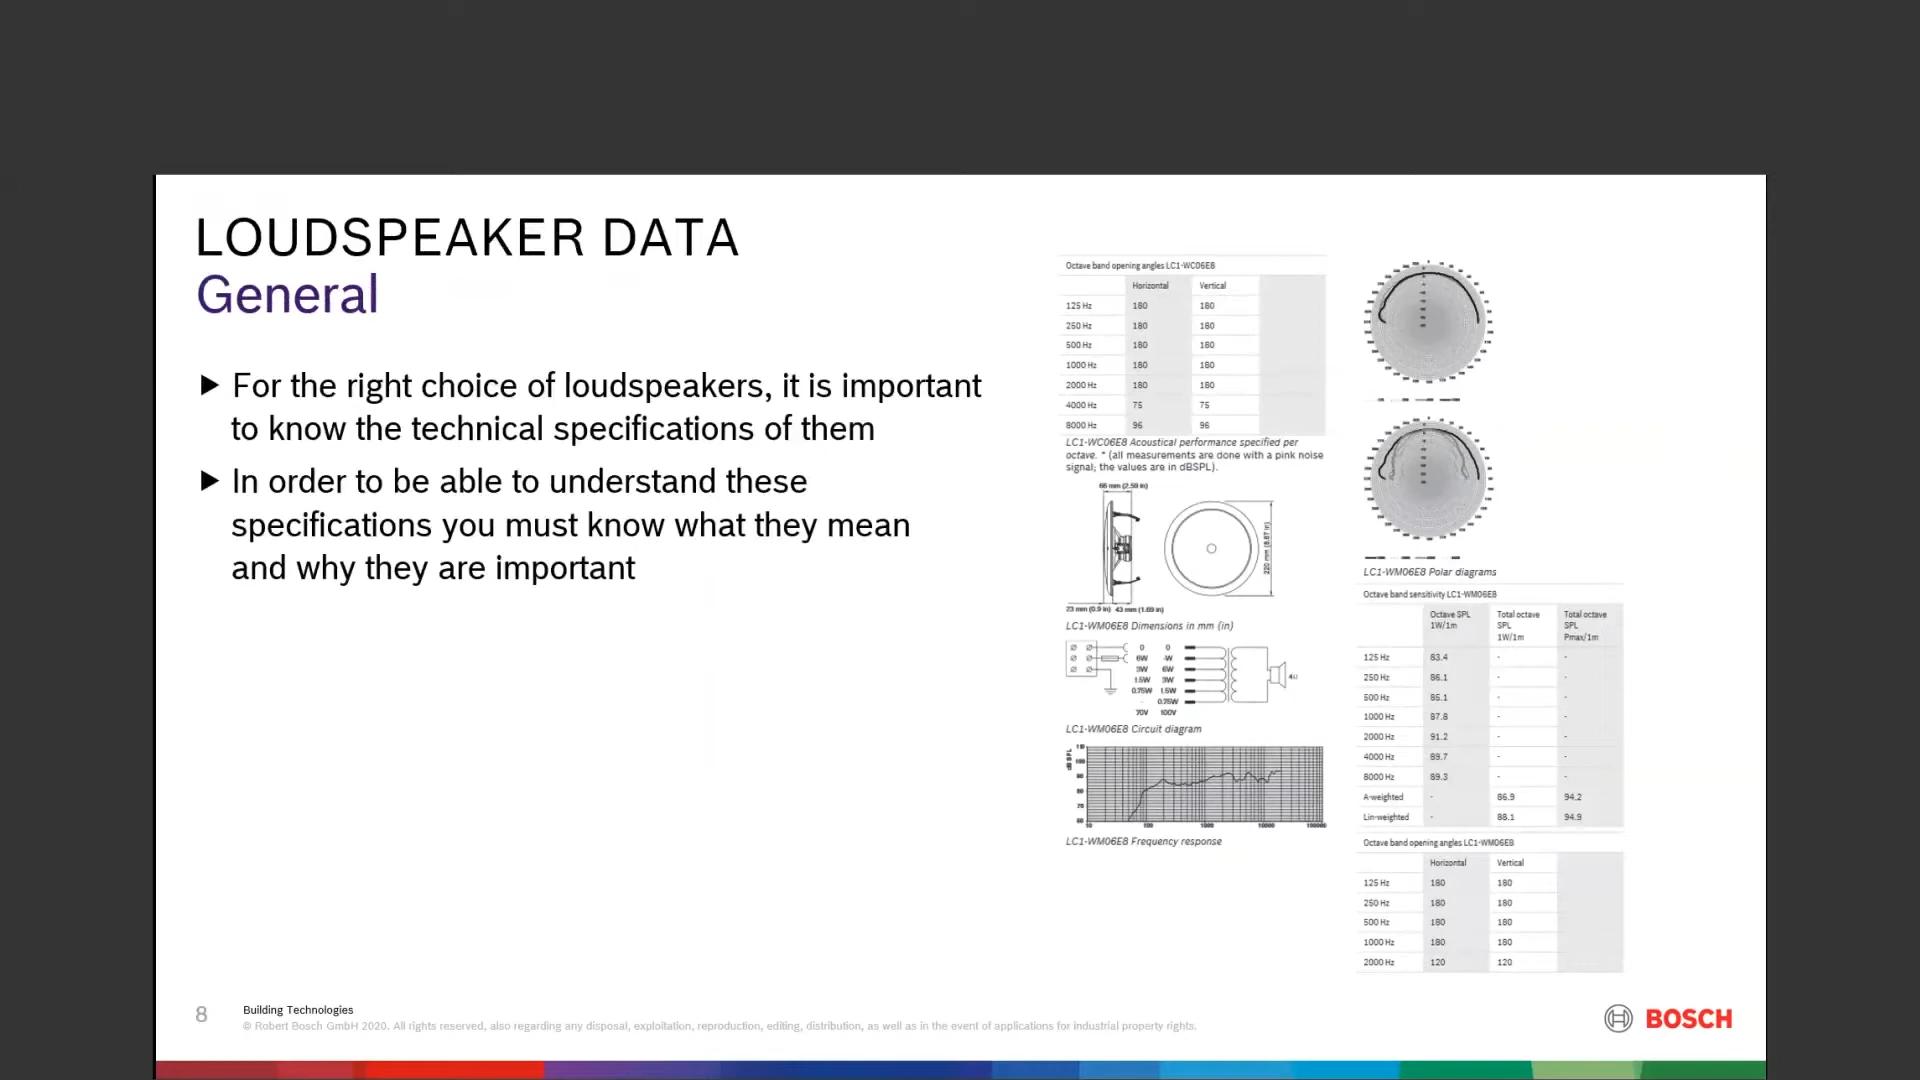 LOUDSPEAKER DATA
General
▶ For the right choice of loudspeakers, it is important
to know the technical specifications of them
▶ In order to be able to understand these
specifications you must know what they mean
and why they are important
Octave band opening angles LC1-WC06E8
Horizontal Vertical
125 Hz 180 180
250 Hz 180 180
500 Hz 180 180
1000 Hz 180 180
2000 Hz 180 180
4000 Hz 75 75
8000 Hz 96 96
LC1-WC06E8 Acoustical performance specified per
octave. * (all measurements are done with a pink noise
signal; the values are in dBSPL).
66 mm (2.59 in)
220 mm (8.67 in)
23 mm (0.9 in) 43 mm (1.69 in)
LC1-WM06E8 Dimensions in mm (in)
0 0
6W -W
3W 6W
1.5W 3W
0.75W 1.5W
- 0.75W
70V 100V
LC1-WM06E8 Circuit diagram
dB SPL
10 100 1000 10000 100000
LC1-WM06E8 Frequency response
LC1-WM06E8 Polar diagrams
Octave band sensitivity LC1-WM06E8
Octave SPL Total octave Total octave
1W/1m SPL SPL
1W/1m Pmax/1m
125 Hz 83.4 - -
250 Hz 86.1 - -
500 Hz 85.1 - -
1000 Hz 87.8 - -
2000 Hz 91.2 - -
4000 Hz 89.7 - -
8000 Hz 89.3 - -
A-weighted - 86.9 94.2
Lin-weighted - 88.1 94.9
Octave band opening angles LC1-WM06E8
Horizontal Vertical
125 Hz 180 180
250 Hz 180 180
500 Hz 180 180
1000 Hz 180 180
2000 Hz 120 120
8
Building Technologies
© Robert Bosch GmbH 2020. All rights reserved, also regarding any disposal, exploitation, reproduction, editing, distribution, as well as in the event of applications for industrial property rights.
BOSCH